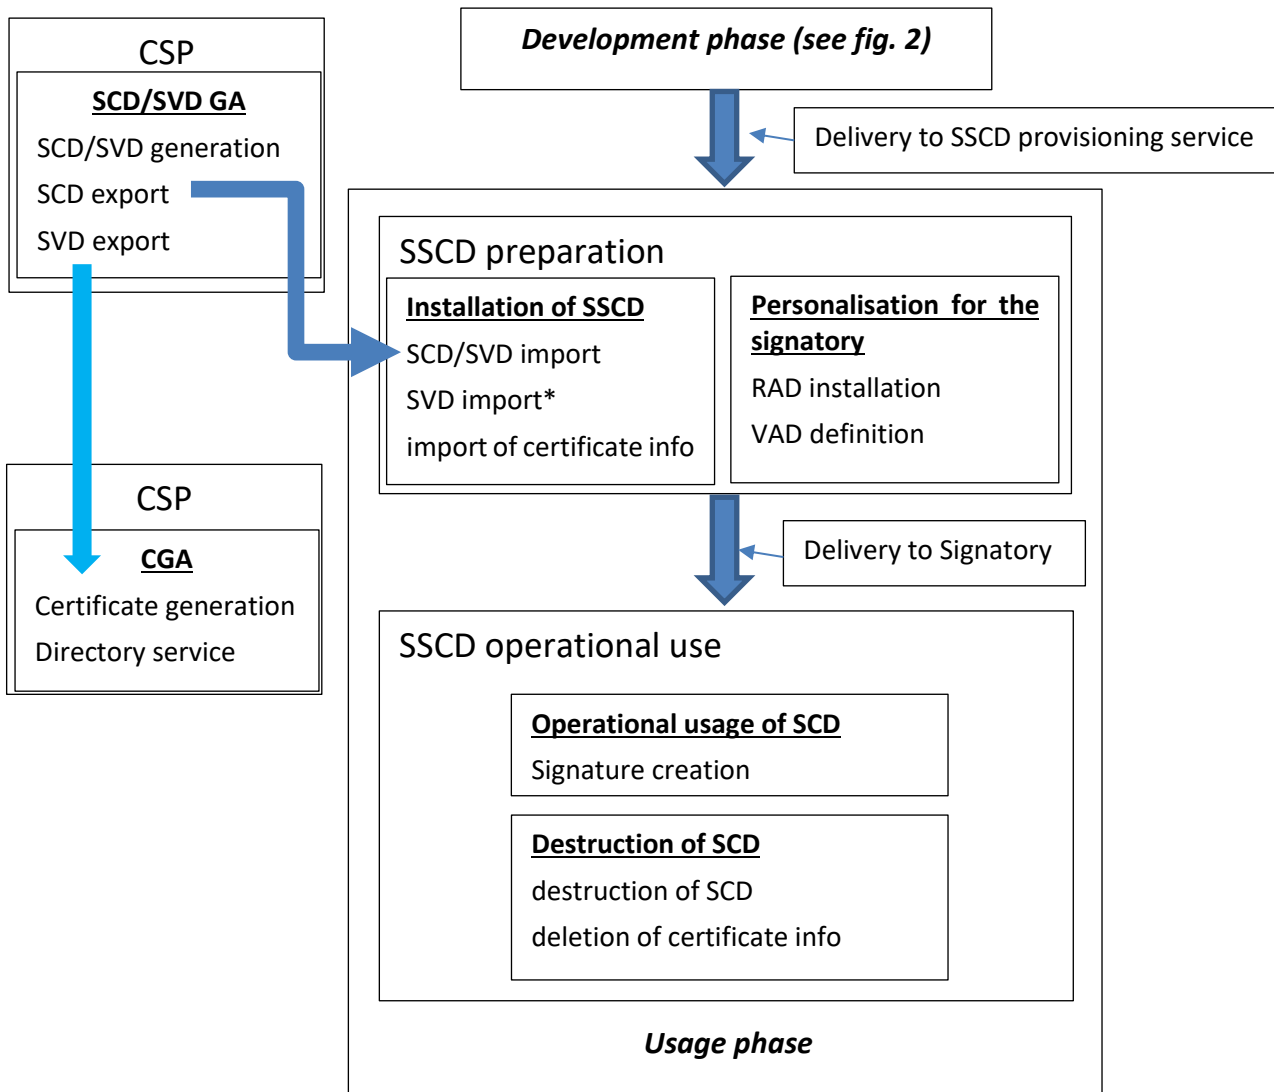 CSP
SCD/SVD GA
SCD/SVD generation
SCD export
SVD export
Development phase (see fig. 2)
Delivery to SSCD provisioning service
SSCD preparation
Installation of SSCD
SCD/SVD import
SVD import*
import of certificate info
Personalisation for the
signatory
RAD installation
VAD definition
CSP
CGA
Certificate generation
Directory service
Delivery to Signatory
SSCD operational use
Operational usage of SCD
Signature creation
Destruction of SCD
destruction of SCD
deletion of certificate info
Usage phase